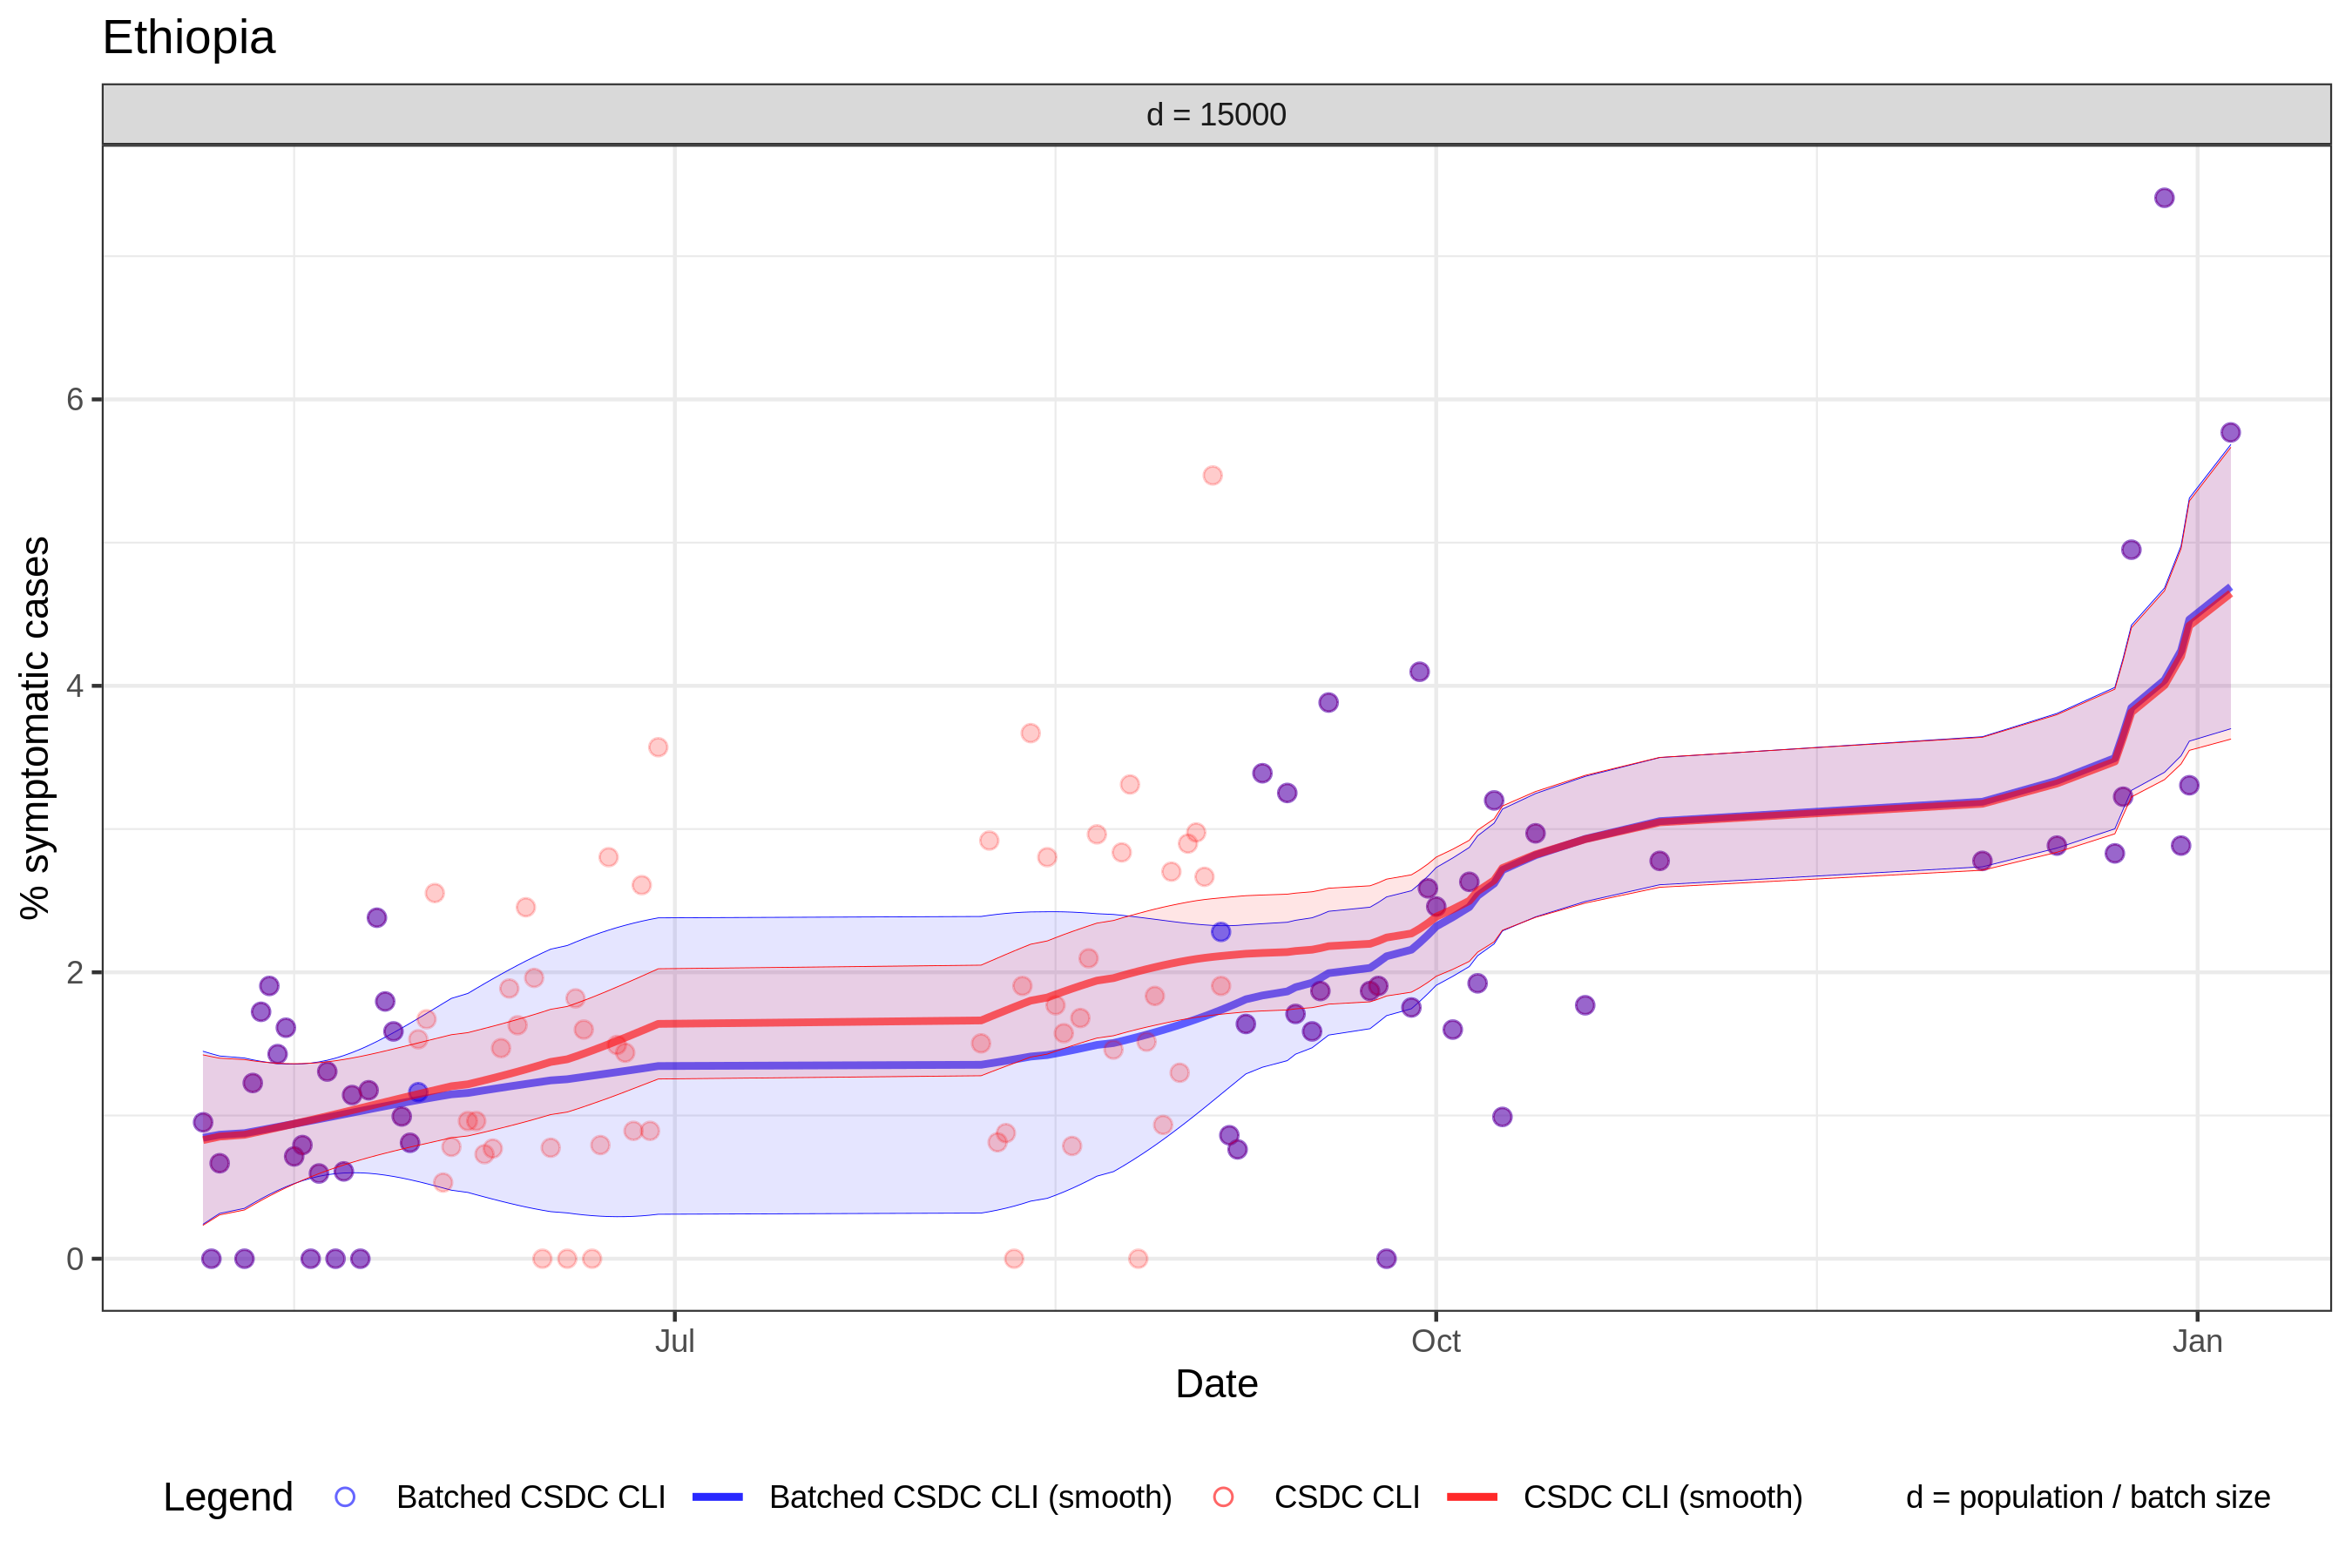 Ethiopia
d = 15000
% symptomatic cases
6
4
2
0
Jul
Oct
Jan
Date
Legend Batched CSDC CLI Batched CSDC CLI (smooth) CSDC CLI CSDC CLI (smooth) d = population / batch size